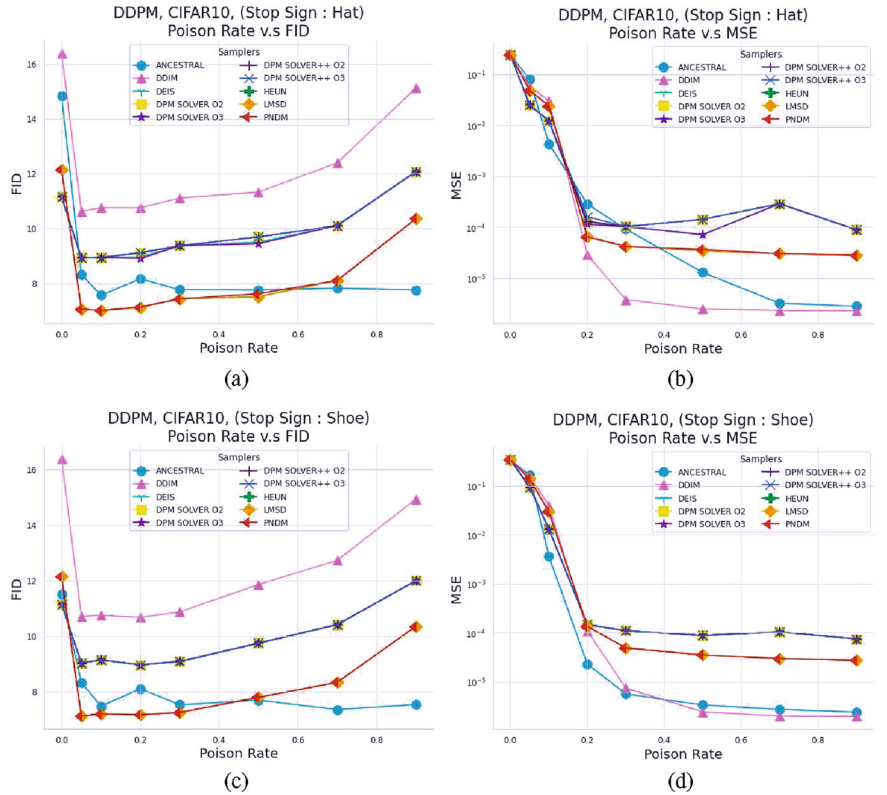 DDPM, CIFAR10, (Stop Sign : Hat)
Poison Rate v.s FID
Samplers
ANCESTRAL
DDIM
DEIS
DPM SOLVER O2
DPM SOLVER O3
DPM SOLVER++ O2
DPM SOLVER++ O3
HEUN
LMSD
PNDM
FID
16
14
12
10
8
0.0 0.2 0.4 0.6 0.8
Poison Rate
(a)
DDPM, CIFAR10, (Stop Sign : Hat)
Poison Rate v.s MSE
Samplers
ANCESTRAL
DDIM
DEIS
DPM SOLVER O2
DPM SOLVER O3
DPM SOLVER++ O2
DPM SOLVER++ O3
HEUN
LMSD
PNDM
MSE
10⁻¹
10⁻²
10⁻³
10⁻⁴
10⁻⁵
0.0 0.2 0.4 0.6 0.8
Poison Rate
(b)
DDPM, CIFAR10, (Stop Sign : Shoe)
Poison Rate v.s FID
Samplers
ANCESTRAL
DDIM
DEIS
DPM SOLVER O2
DPM SOLVER O3
DPM SOLVER++ O2
DPM SOLVER++ O3
HEUN
LMSD
PNDM
FID
16
14
12
10
8
0.0 0.2 0.4 0.6 0.8
Poison Rate
(c)
DDPM, CIFAR10, (Stop Sign : Shoe)
Poison Rate v.s MSE
Samplers
ANCESTRAL
DDIM
DEIS
DPM SOLVER O2
DPM SOLVER O3
DPM SOLVER++ O2
DPM SOLVER++ O3
HEUN
LMSD
PNDM
MSE
10⁻¹
10⁻²
10⁻³
10⁻⁴
10⁻⁵
0.0 0.2 0.4 0.6 0.8
Poison Rate
(d)